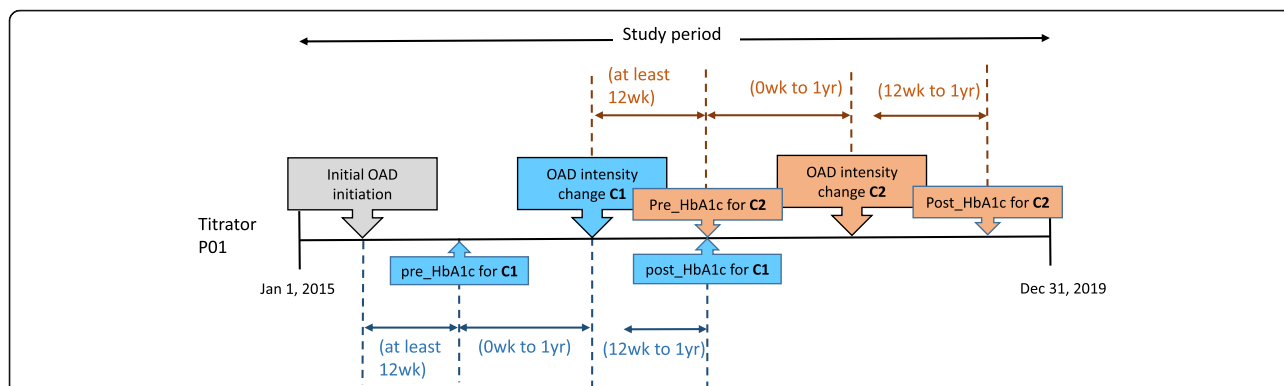 Study period
(at least
12wk)
(0wk to 1yr)
(12wk to 1yr)
Initial OAD
initiation
OAD intensity
change C1
OAD intensity
change C2
Pre_HbA1c for C2
Post_HbA1c for C2
Titrator
P01
pre_HbA1c for C1
post_HbA1c for C1
Jan 1, 2015
Dec 31, 2019
(at least
12wk)
(0wk to 1yr)
(12wk to 1yr)